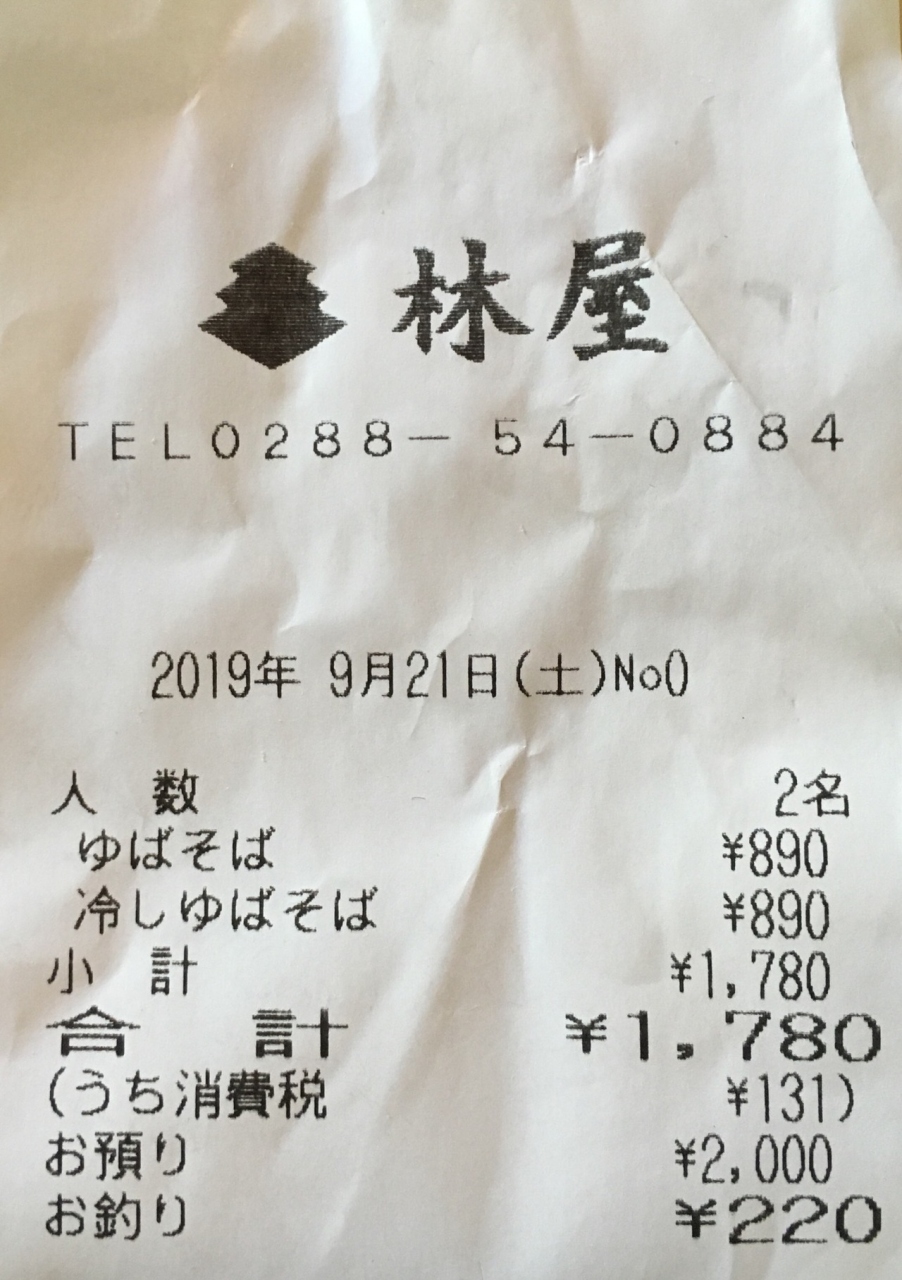 林屋
TEL0288－ 54－0884
2019年 9月21日(土)No0
人 数 2名
ゆばそば ¥890
冷しゆばそば ¥890
小 計 ¥1,780
合 計 ¥1,780
(うち消費税 ¥131)
お預り ¥2,000
お釣り ¥220